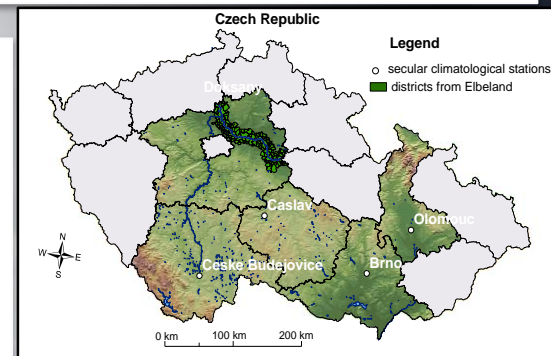 Czech Republic
Legend
secular climatological stations
districts from Elbeland
Doksany
Caslav
Olomouc
Ceske Budejovice
Brno
N
W E
S
0 km 100 km 200 km